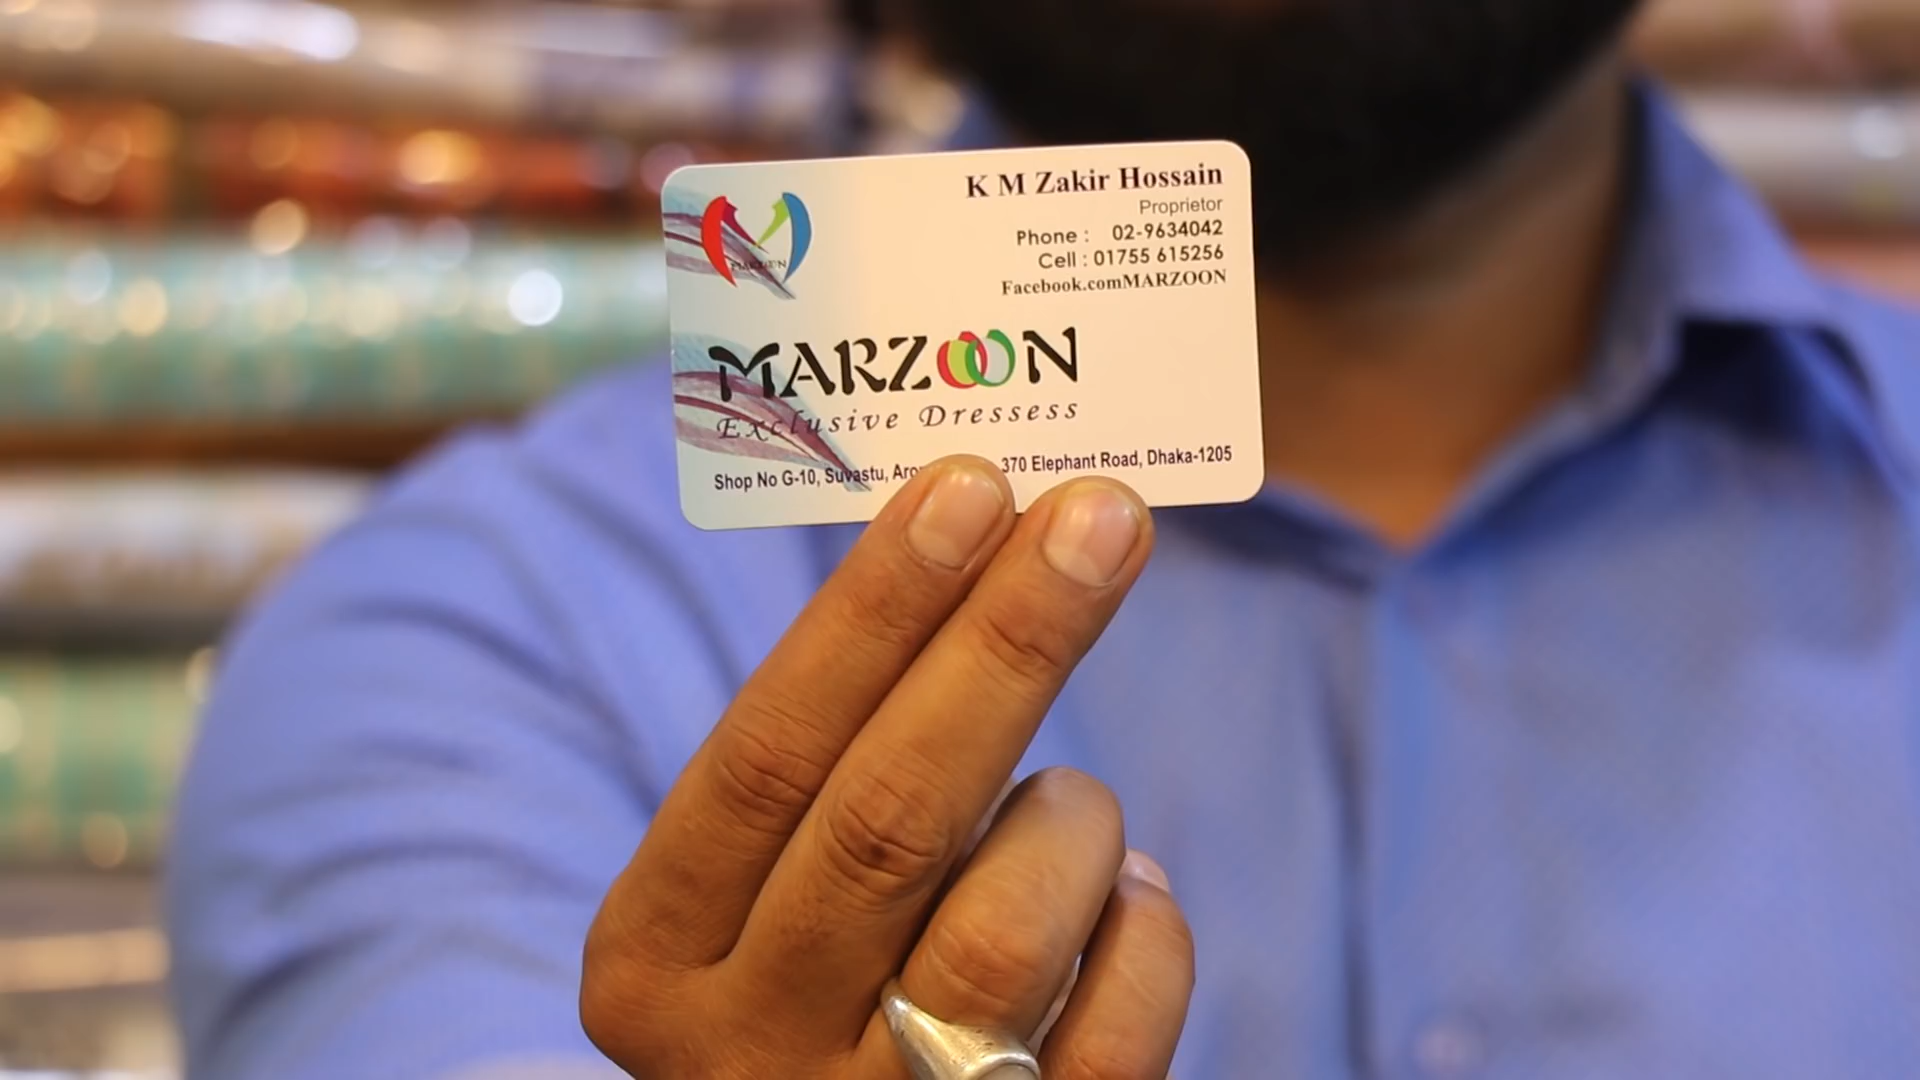 K M Zakir Hossain
Proprietor
Phone : 02-9634042
Cell : 01755 615256
Facebook.comMARZOON
MARZOON
MARZOON
Exclusive Dressess
Shop No G-10, Suvastu, 370 Elephant Road, Dhaka-1205